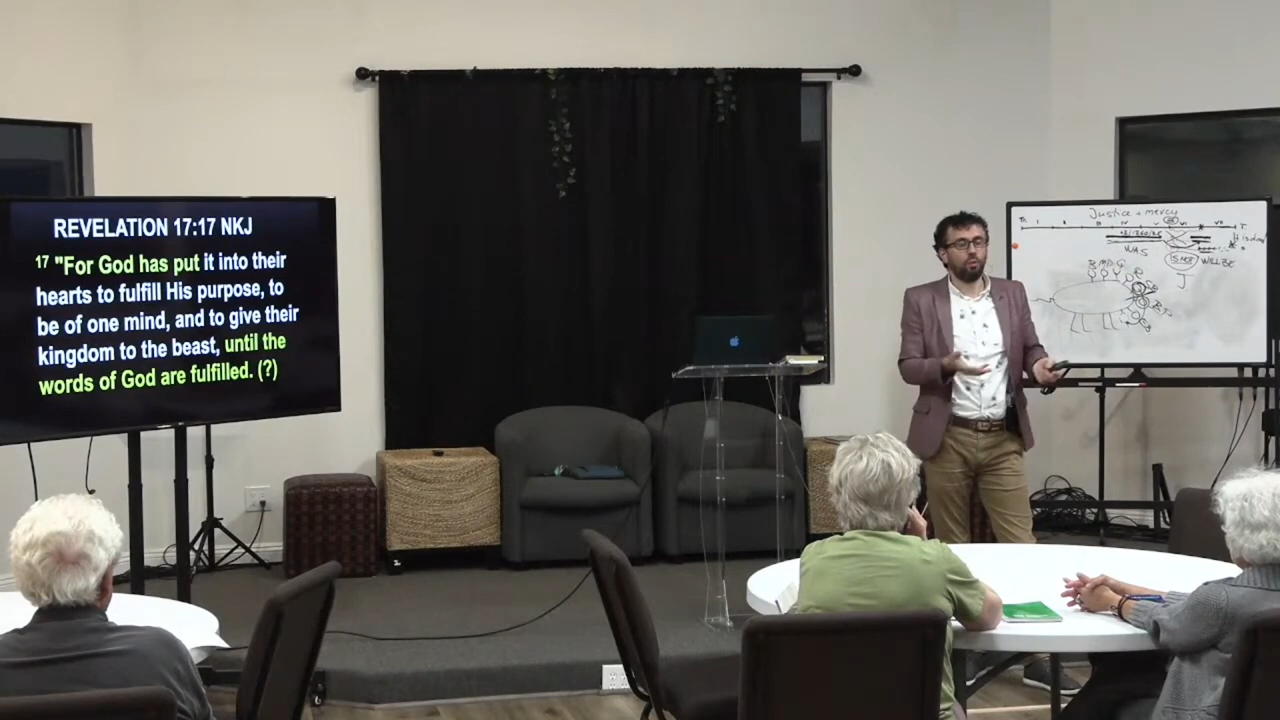 REVELATION 17:17 NKJ
17 "For God has put it into their
hearts to fulfill His purpose, to
be of one mind, and to give their
kingdom to the beast, until the
words of God are fulfilled. (?)
Justice + mercy
WAS
IS NOT
WILL BE
J